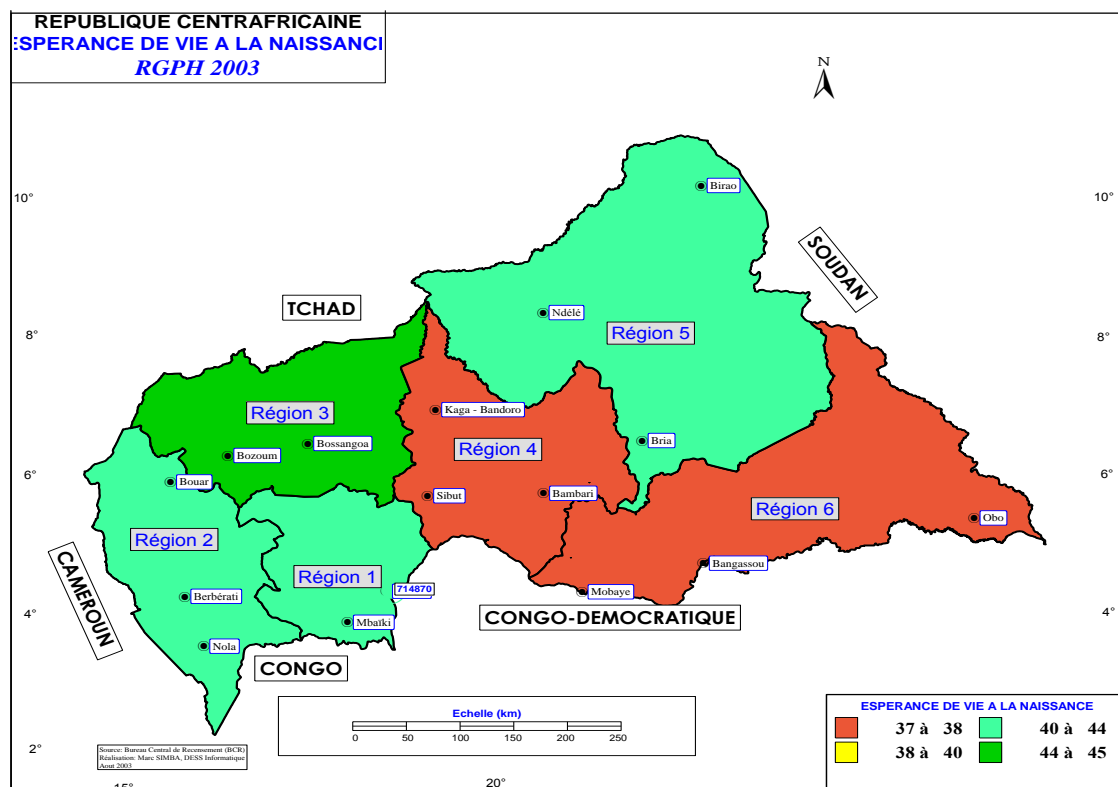 REPUBLIQUE CENTRAFRICAINE
ESPERANCE DE VIE A LA NAISSANCE
RGPH 2003
N
10°
10°
Birao
SOUDAN
TCHAD
Ndélé
8°
8°
Région 5
Kaga - Bandoro
Région 3
Bossangoa
Région 4
Bria
Bozoum
6°
6°
Bouar
Sibut
Bambari
Région 6
Obo
Région 2
Bangassou
Région 1
CAMEROUN
714870
Berbérati
Mobaye
4°
4°
Mbaïki
CONGO-DEMOCRATIQUE
Nola
CONGO
Echelle (km)
0 50 100 150 200 250
2°
Source: Bureau Central de Recensement (BCR)
Réalisation: Marc SIMBA, DESS Informatique
Aout 2003
15°
20°
ESPERANCE DE VIE A LA NAISSANCE
37 à 38
40 à 44
38 à 40
44 à 45